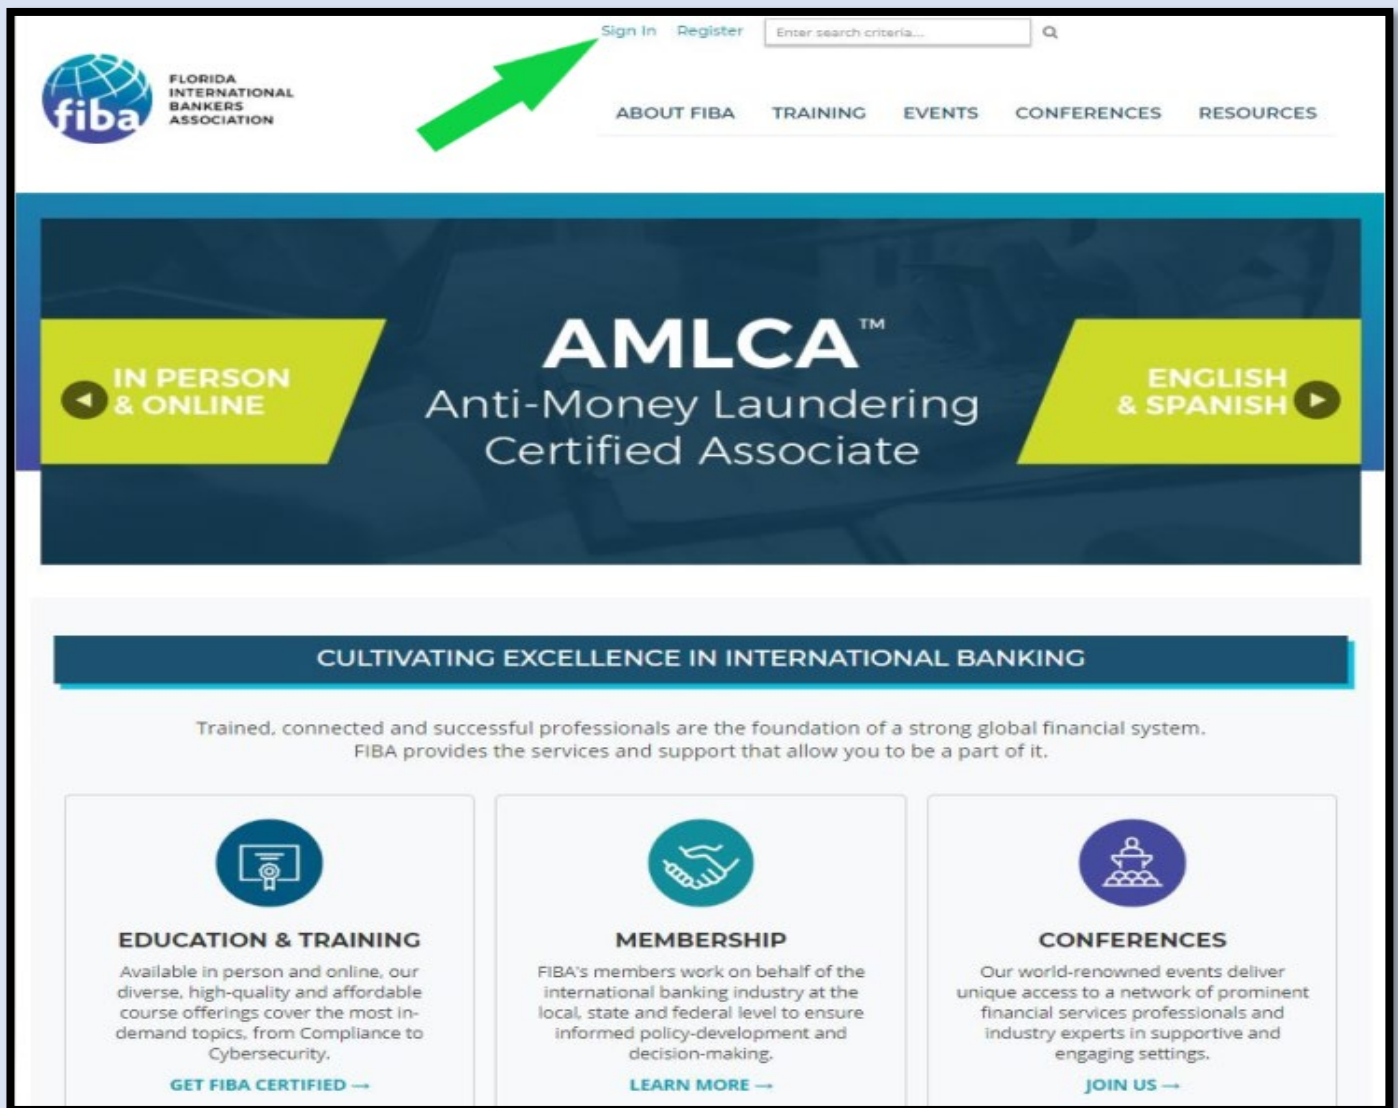 Sign In Register Enter search criteria...
fiba
FLORIDA
INTERNATIONAL
BANKERS
ASSOCIATION
ABOUT FIBA TRAINING EVENTS CONFERENCES RESOURCES
IN PERSON
& ONLINE
AMLCA™
Anti-Money Laundering
Certified Associate
ENGLISH
& SPANISH
CULTIVATING EXCELLENCE IN INTERNATIONAL BANKING
Trained, connected and successful professionals are the foundation of a strong global financial system.
FIBA provides the services and support that allow you to be a part of it.
EDUCATION & TRAINING
Available in person and online, our
diverse, high-quality and affordable
course offerings cover the most in-
demand topics, from Compliance to
Cybersecurity.
GET FIBA CERTIFIED →
MEMBERSHIP
FIBA's members work on behalf of the
international banking industry at the
local, state and federal level to ensure
informed policy-development and
decision-making.
LEARN MORE →
CONFERENCES
Our world-renowned events deliver
unique access to a network of prominent
financial services professionals and
industry experts in supportive and
engaging settings.
JOIN US →